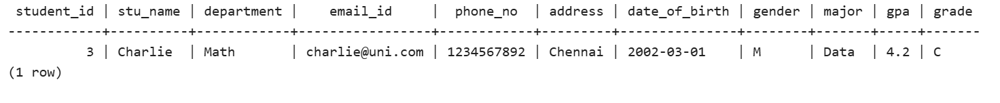 student_id | stu_name | department | email_id | phone_no | address | date_of_birth | gender | major | gpa | grade
------------+----------+------------+-----------------+------------+---------+---------------+--------+-------+-----+-------
3 | Charlie | Math | charlie@uni.com | 1234567892 | Chennai | 2002-03-01 | M | Data | 4.2 | C
(1 row)